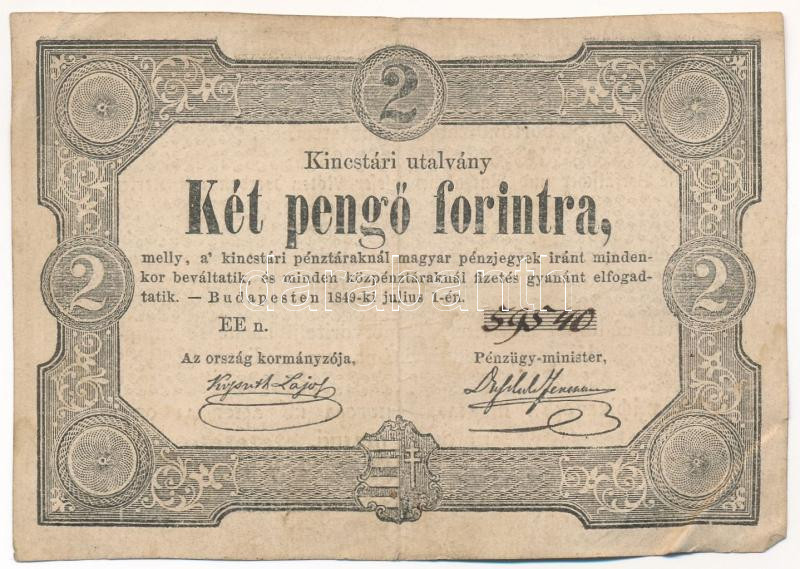 2
Kincstári utalvány
Két pengő forintra,
2
2
melly, a' kincstári pénztáraknál magyar pénzjegyek iránt minden-
kor beváltatik, és minden közpénztáraknál fizetés gyanánt elfogad-
tatik. — Budapesten 1849-ki julius 1-én.
EE n. 59540
Az ország kormányzója, Pénzügy-minister,
Kossuth Lajos
darabanth